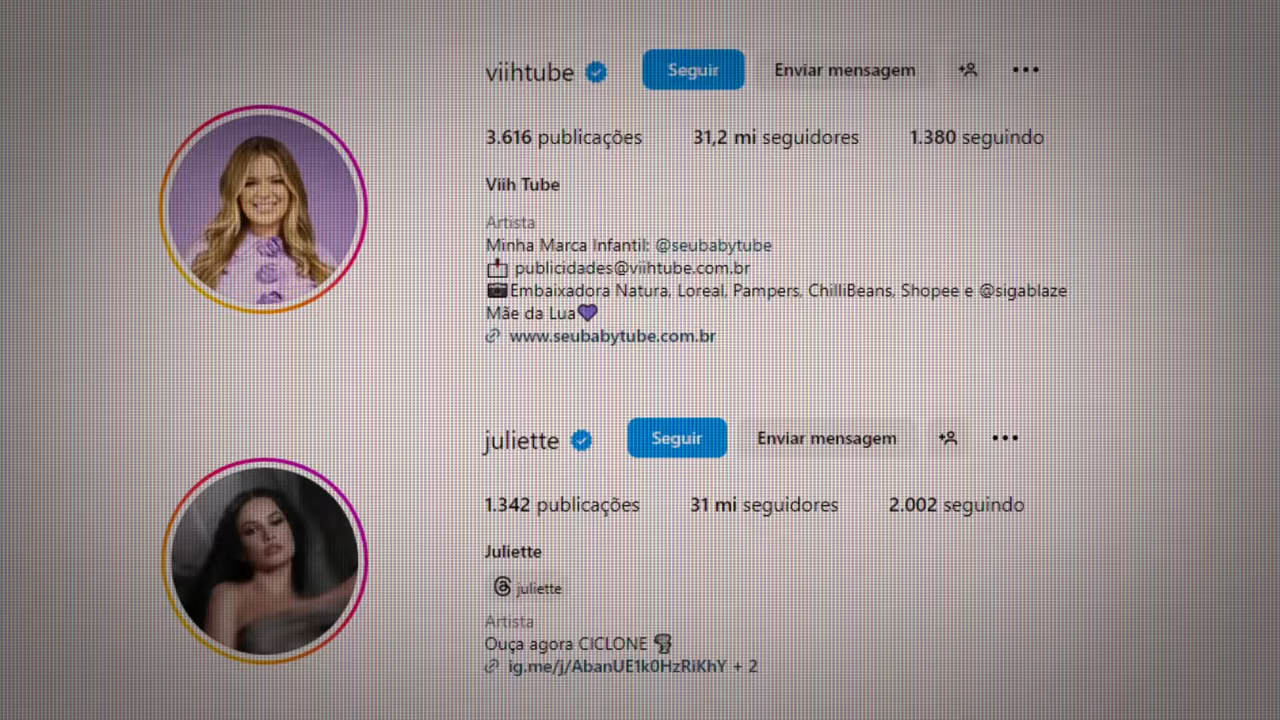 viihtube Seguir Enviar mensagem
3.616 publicações 31,2 mi seguidores 1.380 seguindo
Viih Tube
Artista
Minha Marca Infantil: @seubabytube
publicidades@viihtube.com.br
Embaixadora Natura, Loreal, Pampers, ChilliBeans, Shopee e @sigablaze
Mãe da Lua💜
www.seubabytube.com.br
juliette Seguir Enviar mensagem
1.342 publicações 31 mi seguidores 2.002 seguindo
Juliette
juliette
Artista
Ouça agora CICLONE 🌪
ig.me/j/AbanUE1k0HzRiKhY + 2